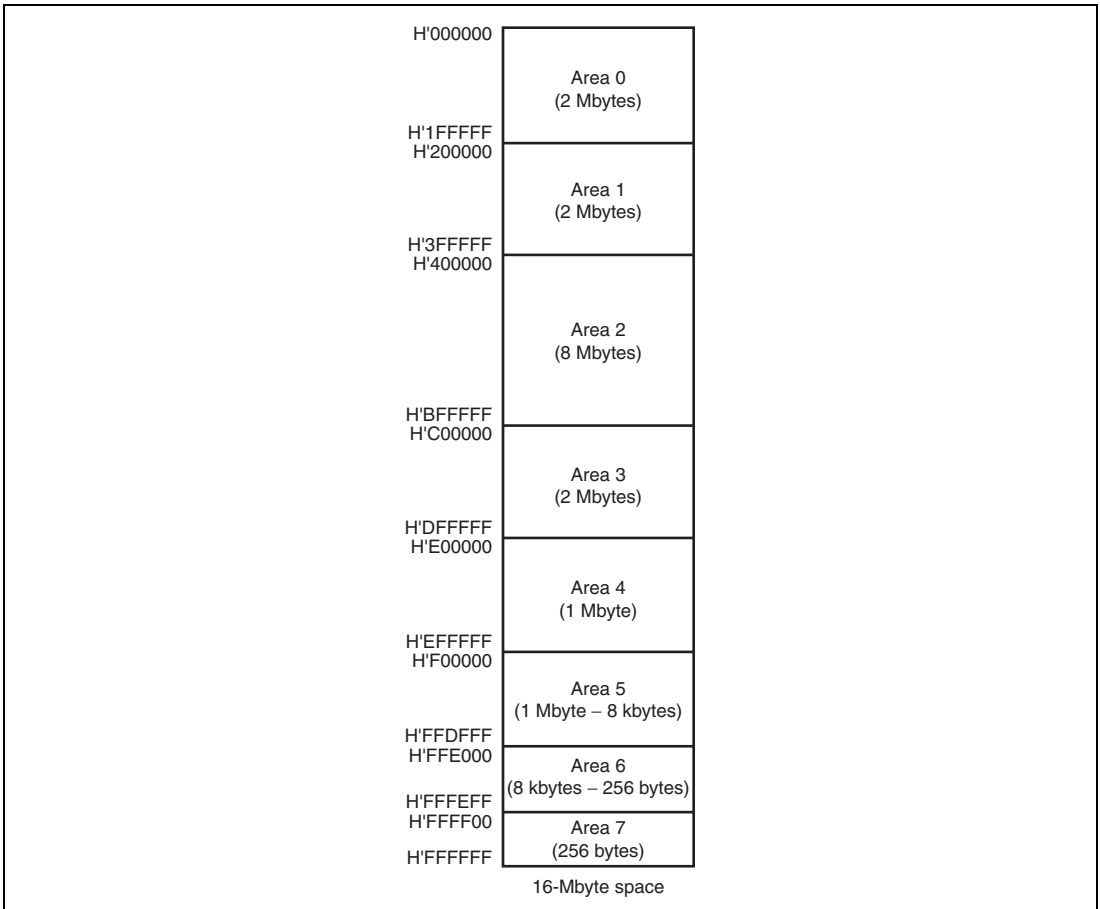 H'000000
Area 0
(2 Mbytes)
H'1FFFFF
H'200000
Area 1
(2 Mbytes)
H'3FFFFF
H'400000
Area 2
(8 Mbytes)
H'BFFFFF
H'C00000
Area 3
(2 Mbytes)
H'DFFFFF
H'E00000
Area 4
(1 Mbyte)
H'EFFFFF
H'F00000
Area 5
(1 Mbyte – 8 kbytes)
H'FFDFFF
H'FFE000
Area 6
(8 kbytes – 256 bytes)
H'FFFEFF
H'FFFF00
Area 7
(256 bytes)
H'FFFFFF
16-Mbyte space